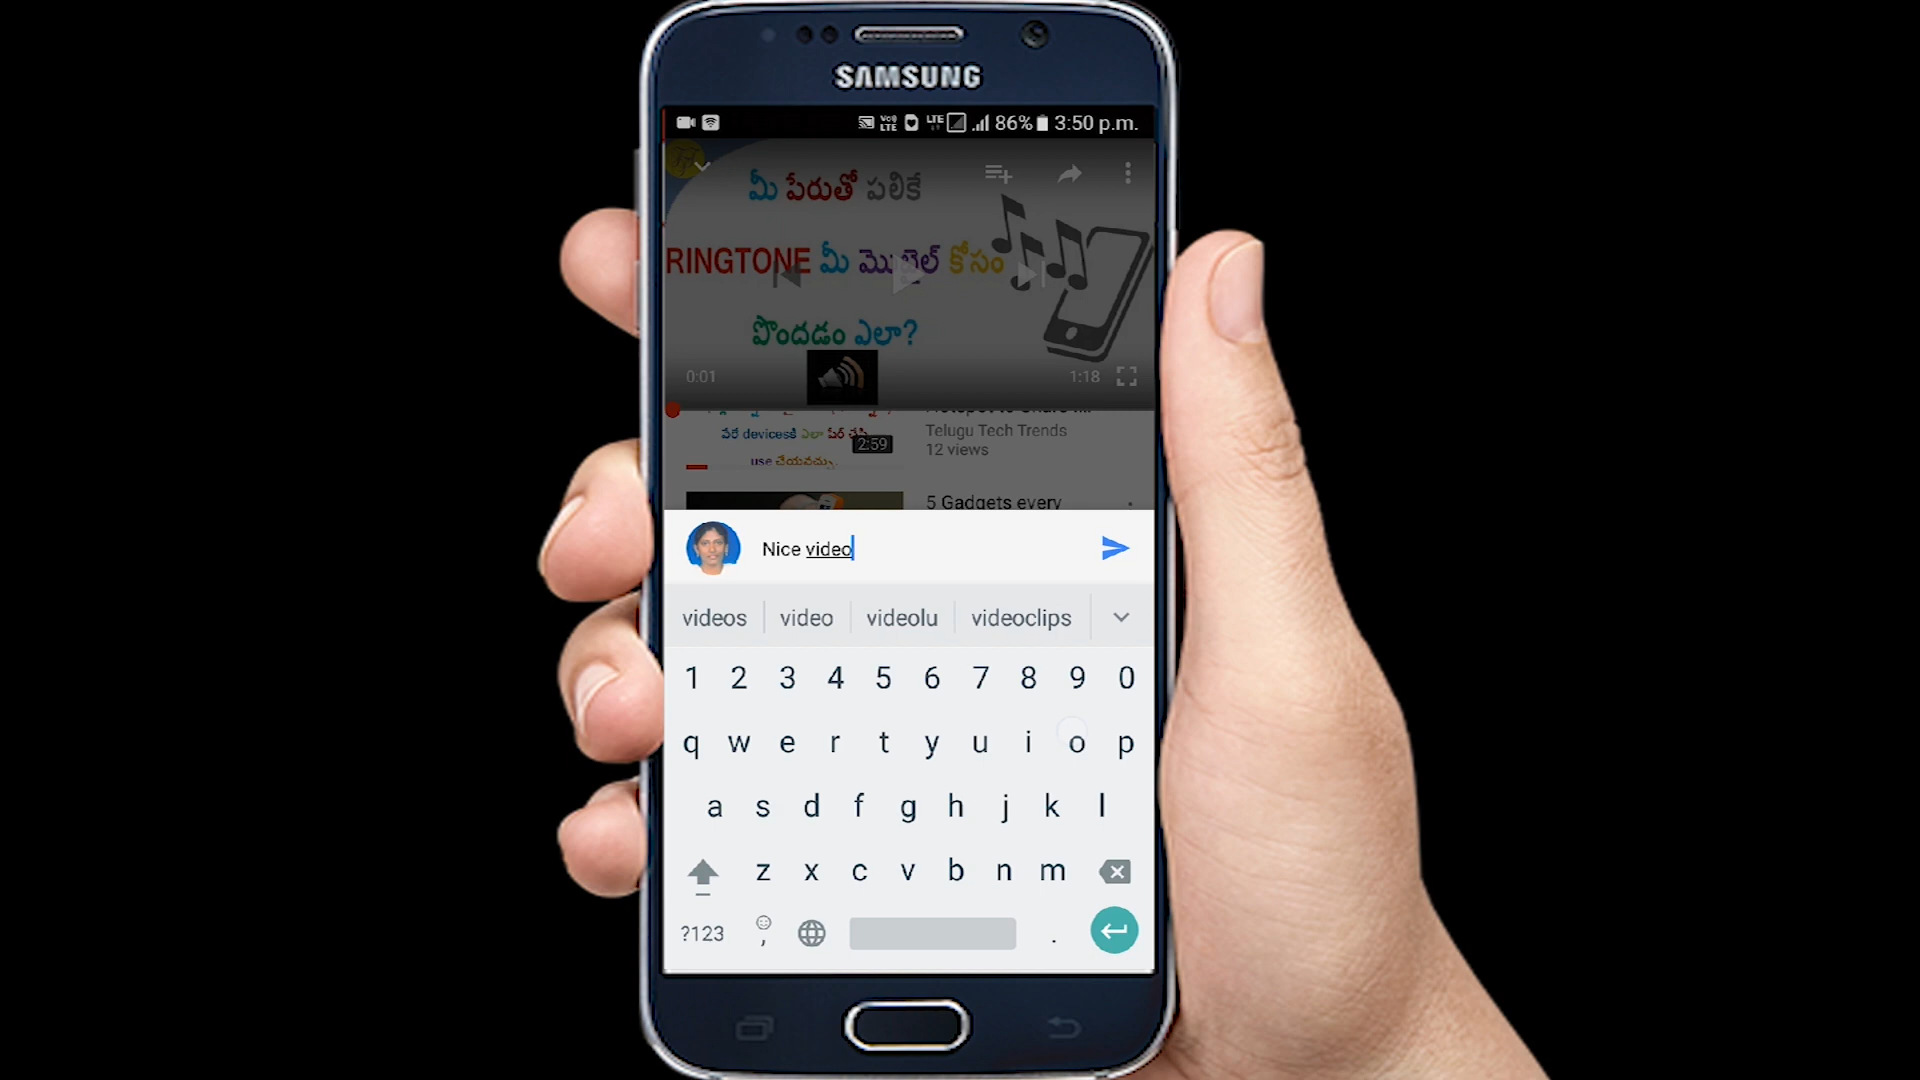 SAMSUNG
VoLTE LTE 86% 3:50 p.m.
మీ పేరుతో పలికే
RINGTONE మీ మొబైల్ కోసం
పొందడం ఎలా?
0:01 1:18
వేరే devicesకి ఎలా షేర్ చేసి
2:59
use చేయవచ్చు.
Telugu Tech Trends
12 views
5 Gadgets every
Nice video
videos video videolu videoclips
1 2 3 4 5 6 7 8 9 0
q w e r t y u i o p
a s d f g h j k l
z x c v b n m
?123 , .